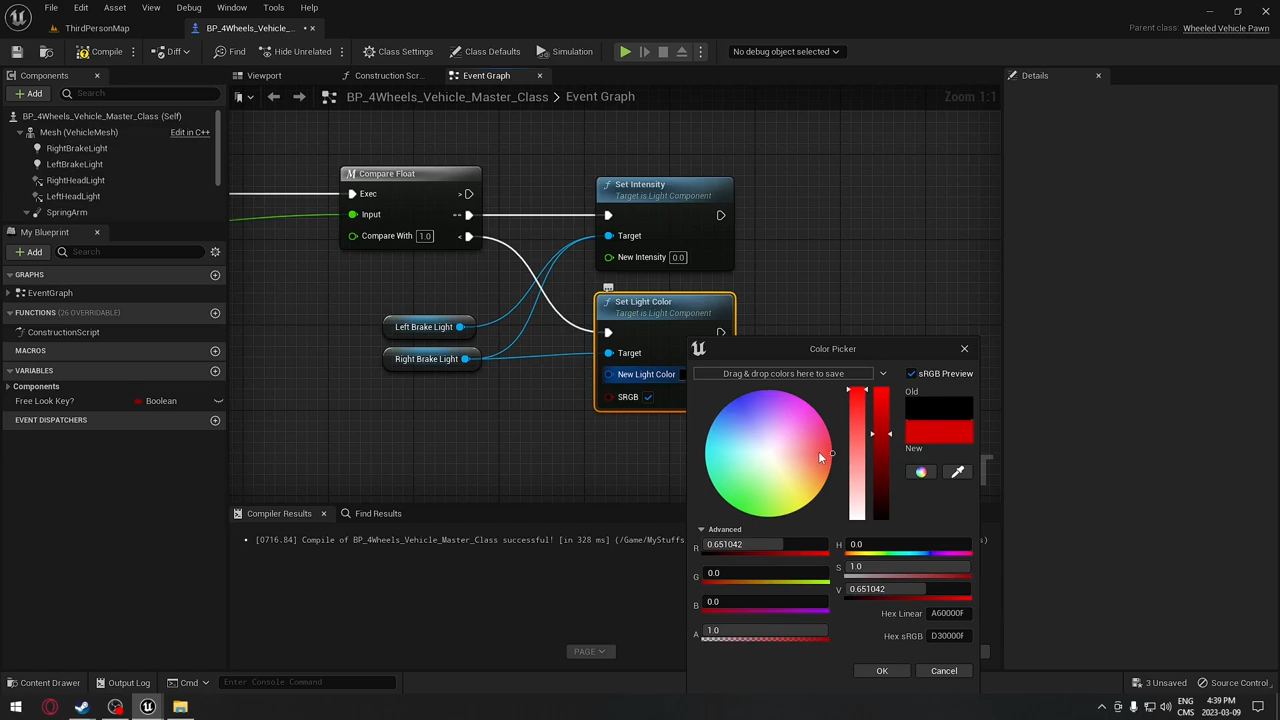 File Edit Asset View Debug Window Tools Help
ThirdPersonMap
BP_4Wheels_Vehicle_...
Parent class: Wheeled Vehicle Pawn
Compile
Diff
Find
Hide Unrelated
Class Settings
Class Defaults
Simulation
No debug object selected
Components
Viewport
Construction Scr...
Event Graph
Details
Add
Search
BP_4Wheels_Vehicle_Master_Class > Event Graph
Zoom 1:1
BP_4Wheels_Vehicle_Master_Class (Self)
Mesh (VehicleMesh)
Edit in C++
RightBrakeLight
LeftBrakeLight
RightHeadLight
LeftHeadLight
SpringArm
My Blueprint
Add
Search
GRAPHS
EventGraph
FUNCTIONS (26 OVERRIDABLE)
ConstructionScript
MACROS
VARIABLES
Components
Free Look Key?
Boolean
EVENT DISPATCHERS
Compare Float
Exec
>
Input
==
Compare With 1.0
<
Set Intensity
Target is Light Component
Target
New Intensity 0.0
Left Brake Light
Right Brake Light
Set Light Color
Target is Light Component
Target
New Light Color
SRGB
Color Picker
Drag & drop colors here to save
sRGB Preview
Old
New
Advanced
R 0.651042
H 0.0
G 0.0
S 1.0
B 0.0
V 0.651042
A 1.0
Hex Linear A60000F
Hex sRGB D30000F
OK
Cancel
Compiler Results
Find Results
[0716.84] Compile of BP_4Wheels_Vehicle_Master_Class successful! [in 328 ms] (/Game/MyStuffs
PAGE
Content Drawer
Output Log
Cmd
Enter Console Command
3 Unsaved
Source Control
ENG
CMS
4:39 PM
2023-03-09